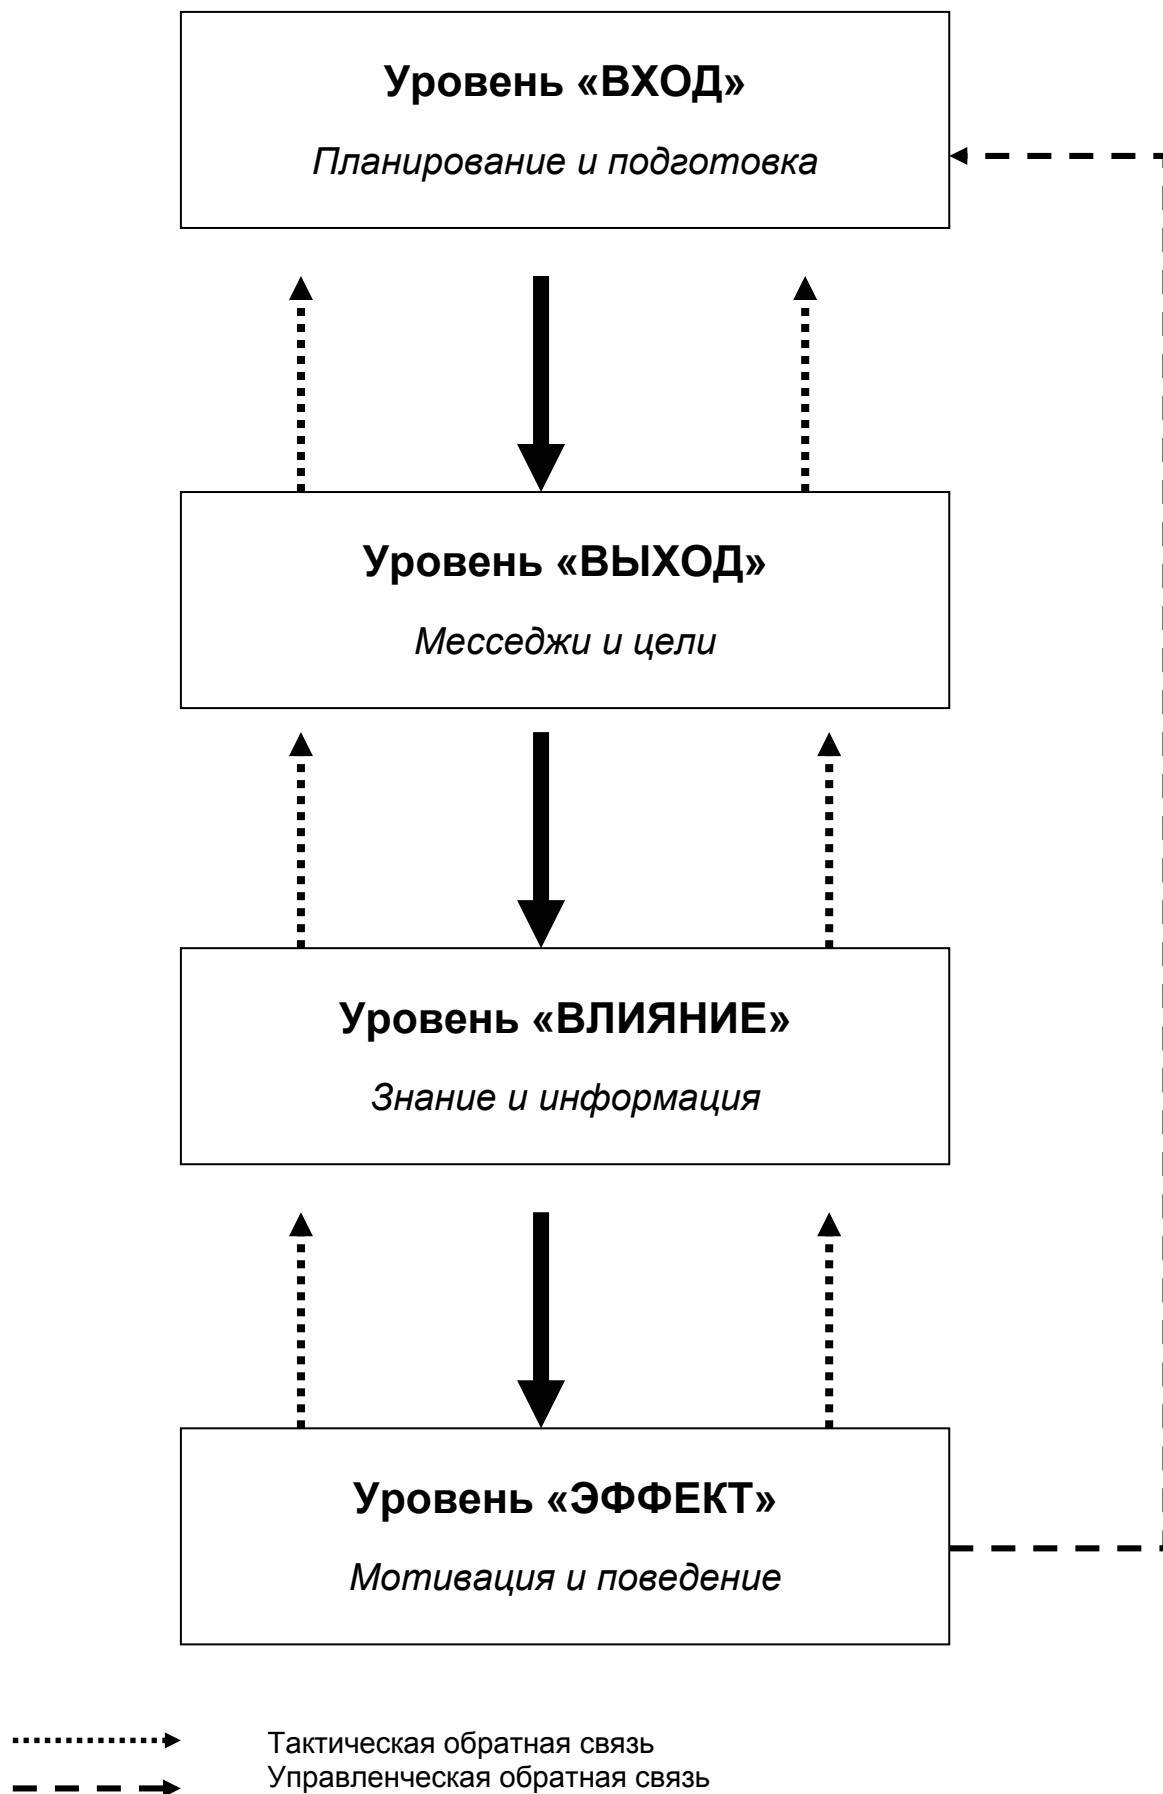 Уровень «ВХОД»
Планирование и подготовка
Уровень «ВЫХОД»
Месседжи и цели
Уровень «ВЛИЯНИЕ»
Знание и информация
Уровень «ЭФФЕКТ»
Мотивация и поведение
Тактическая обратная связь
Управленческая обратная связь